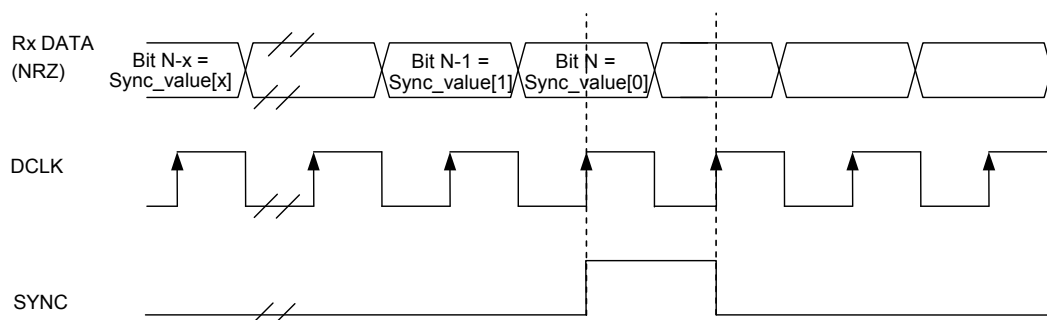 Rx DATA
(NRZ)
Bit N-x =
Sync_value[x]
Bit N-1 =
Sync_value[1]
Bit N =
Sync_value[0]
DCLK
SYNC